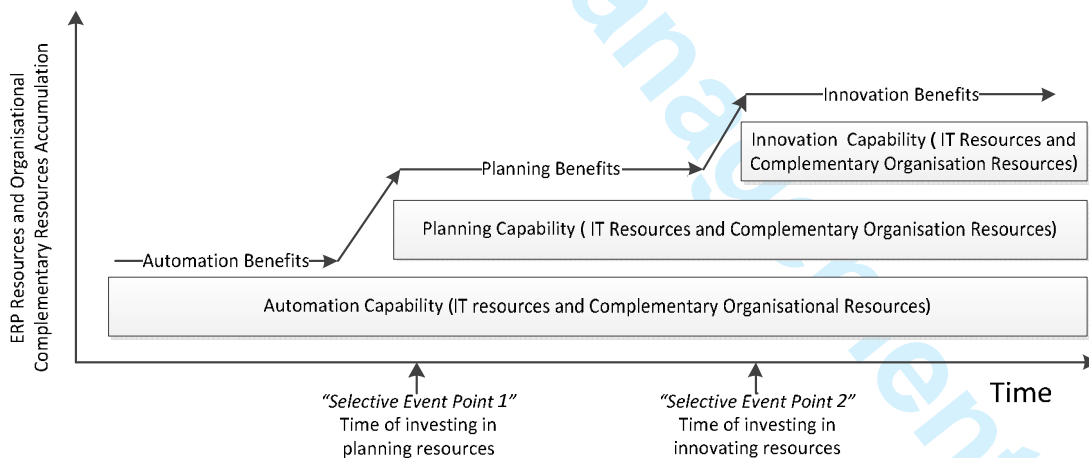 ERP Resources and Organisational
Complementary Resources Accumulation
Innovation Benefits
Innovation Capability ( IT Resources and
Complementary Organisation Resources)
Planning Benefits
Planning Capability ( IT Resources and Complementary Organisation Resources)
Automation Benefits
Automation Capability (IT resources and Complementary Organisational Resources)
Time
“Selective Event Point 1”
Time of investing in
planning resources
“Selective Event Point 2”
Time of investing in
innovating resources